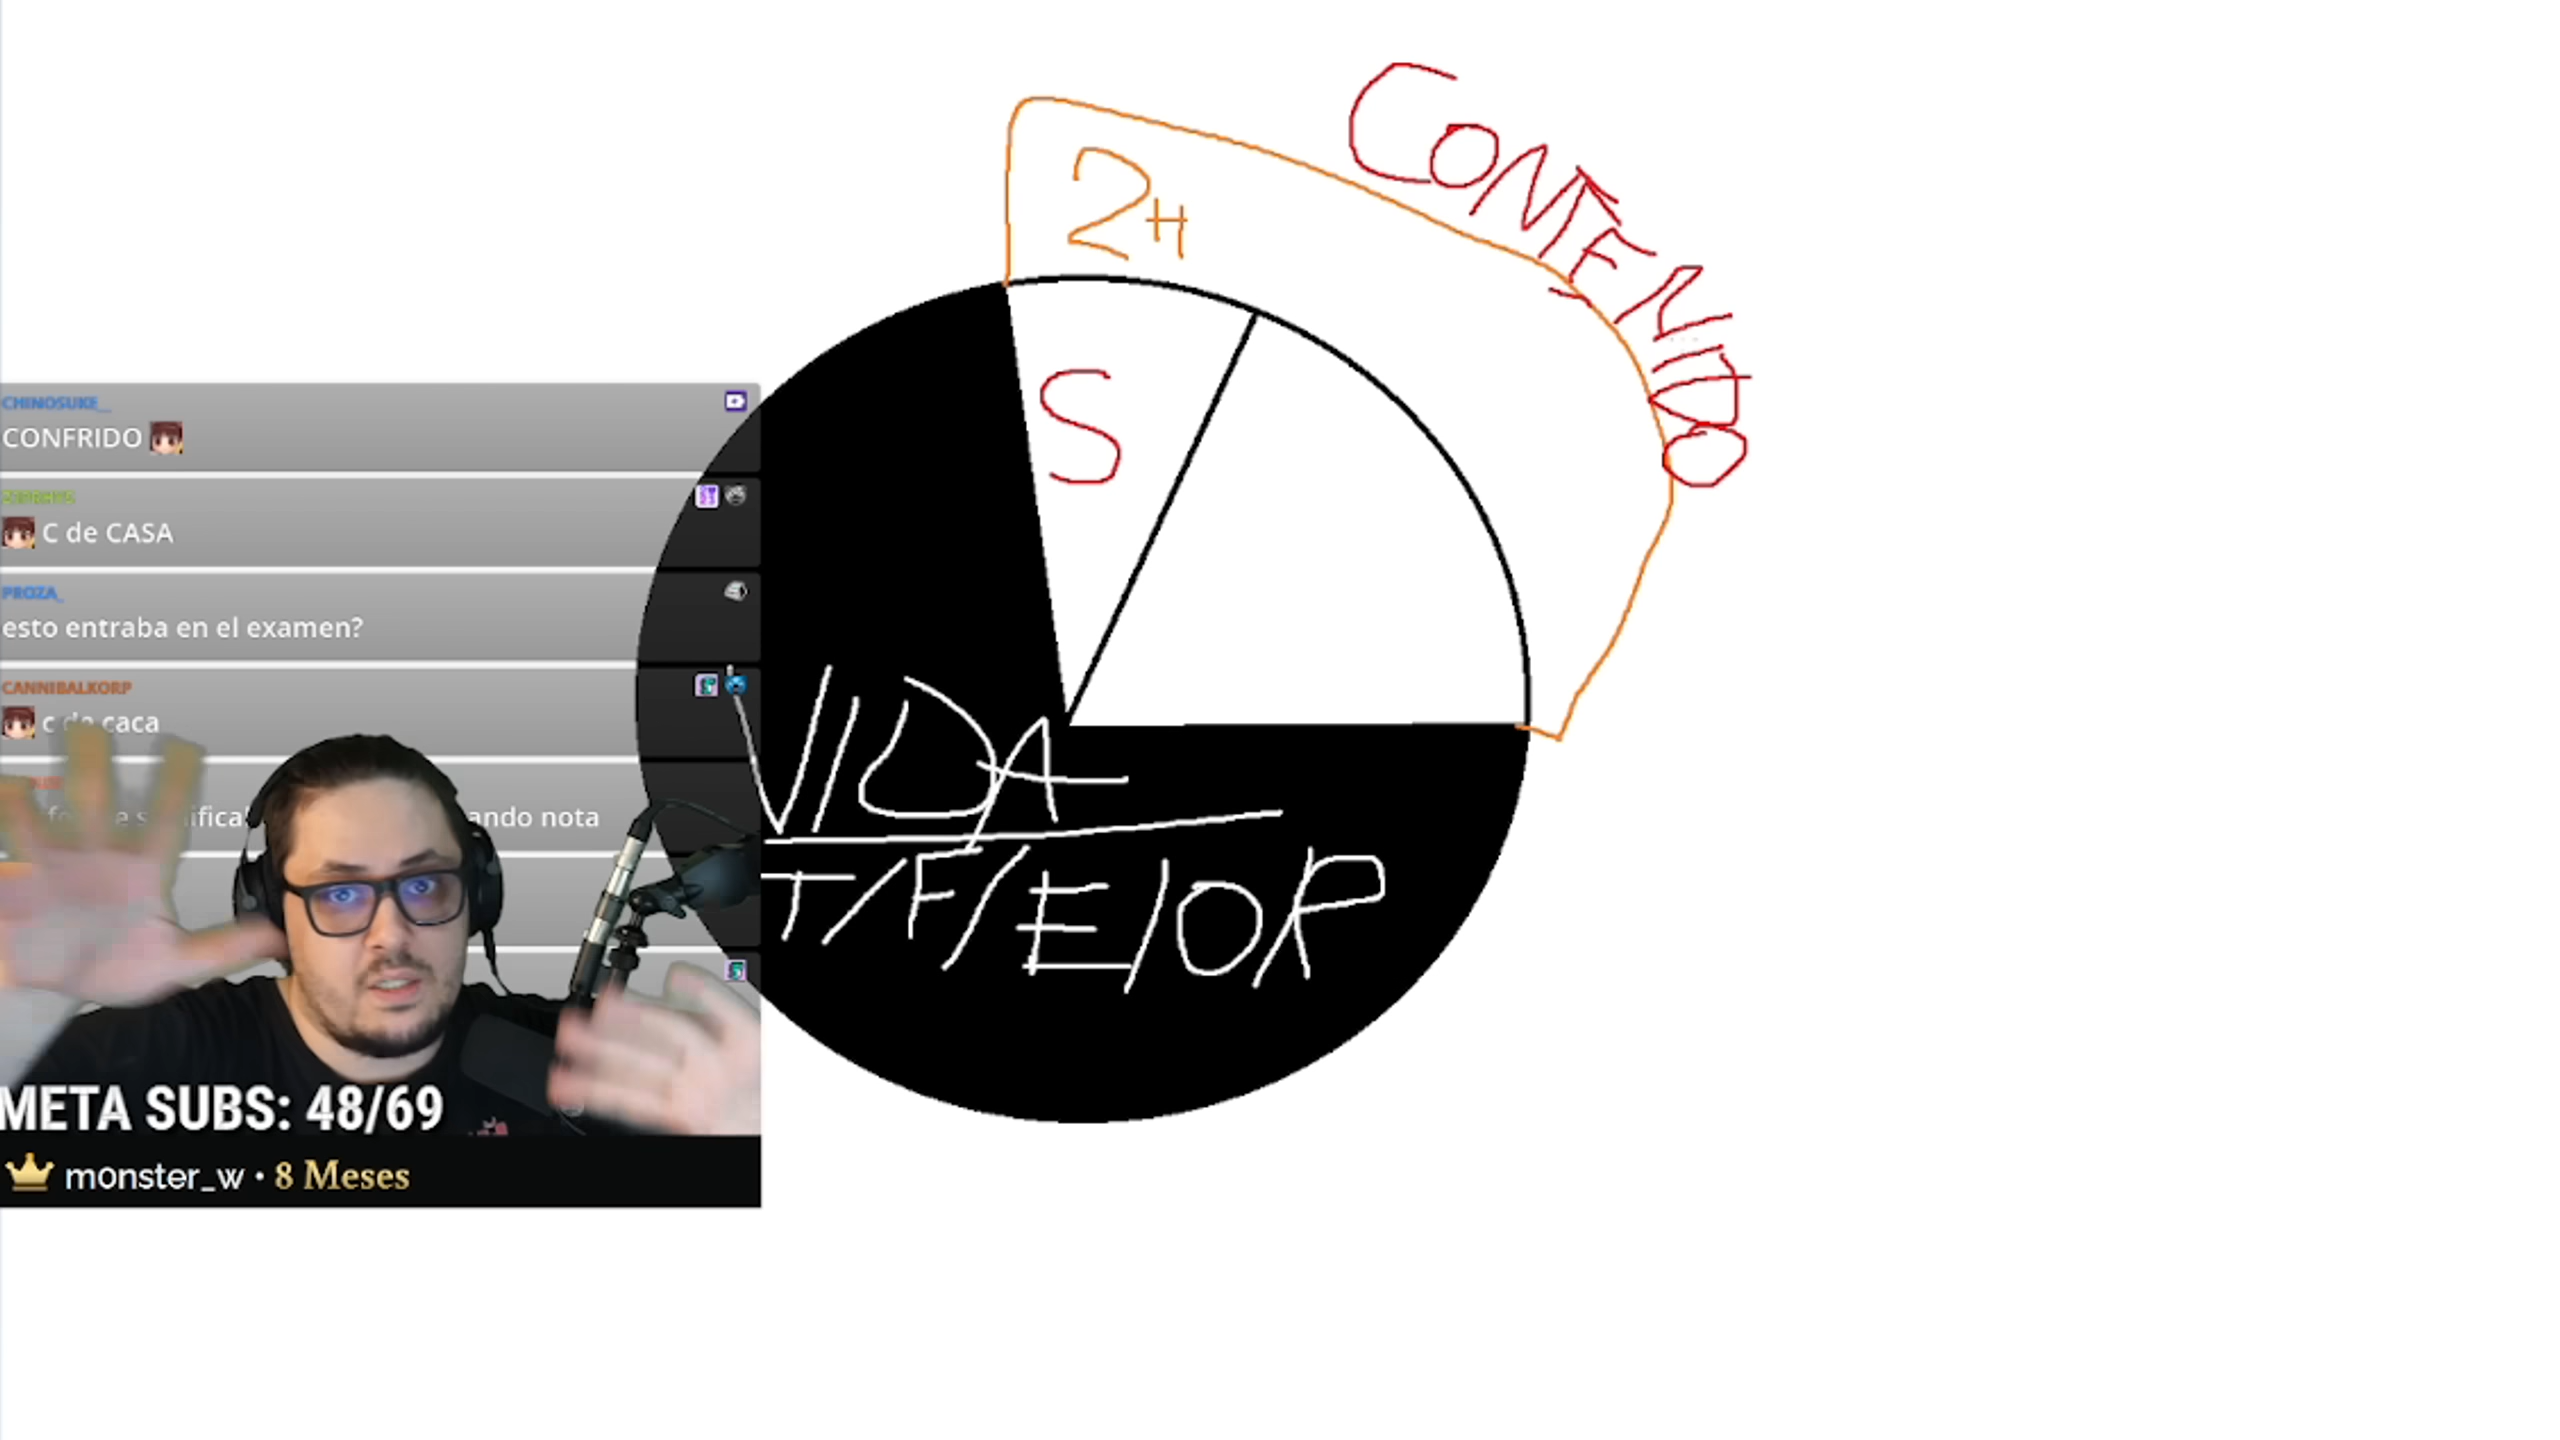 CONTENIDO
2H
S
VIDA
T/F/E/OR
CHINOSUKE__
CONFRIDO
C de CASA
PROZA_
esto entraba en el examen?
CANNIBALKORP
c de caca
ando nota
META SUBS: 48/69
monster_w • 8 Meses